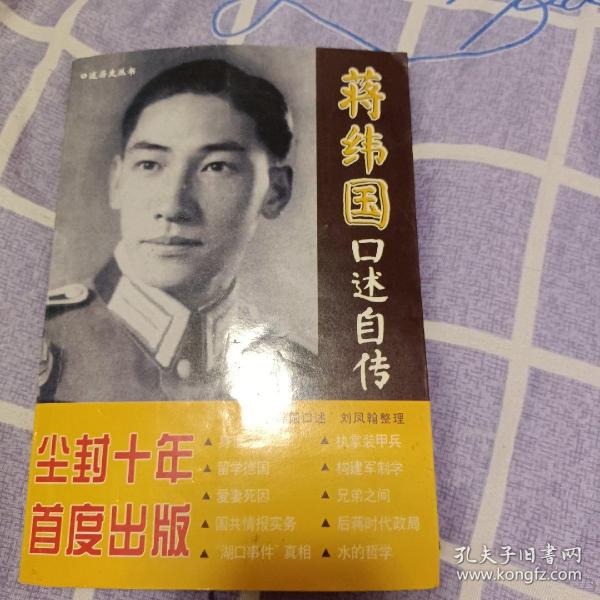 口述历史丛书
蒋纬国
口述自传
口述 刘凤翰整理
尘封十年
首度出版
留学德国
爱妻死因
国共情报实务
"湖口事件"真相
执掌装甲兵
构建军制学
兄弟之间
后蒋时代政局
水的哲学
孔夫子旧书网
www.kongfz.com